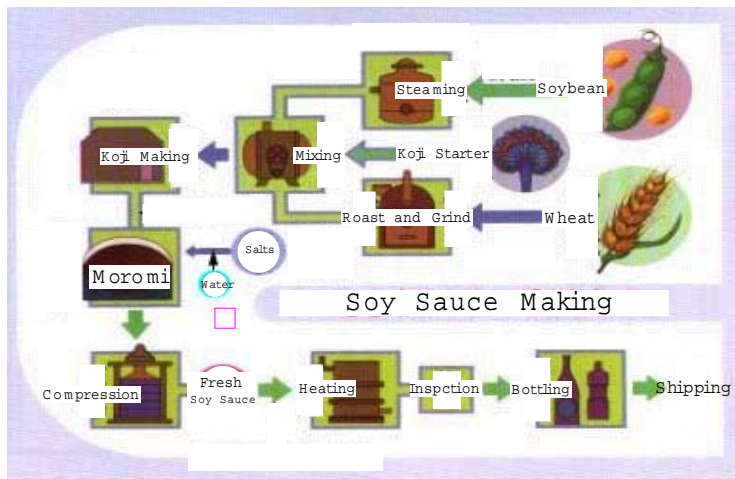 Steaming
Soybean
Koji Making
Mixing
Koji Starter
Roast and Grind
Wheat
Moromi
Salts
Water
Soy Sauce Making
Compression
Fresh
Soy Sauce
Heating
Inspction
Bottling
Shipping